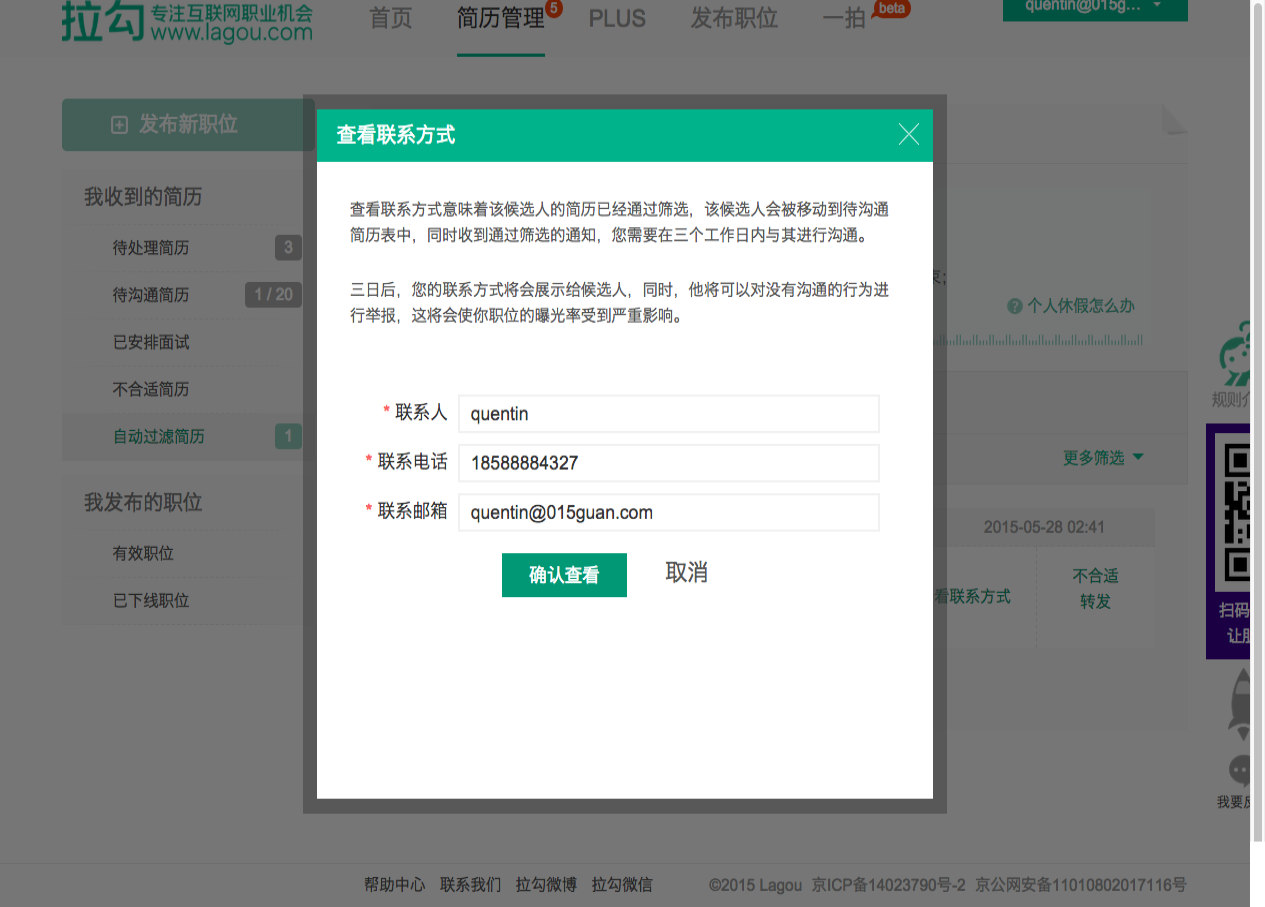 拉勾 专注互联网职业机会
www.lagou.com
首页 简历管理 5 PLUS 发布职位 一拍 beta
quentin@015g...
发布新职位
我收到的简历
待处理简历 3
待沟通简历 1 / 20
已安排面试
不合适简历
自动过滤简历 1
我发布的职位
有效职位
已下线职位
查看联系方式
查看联系方式意味着该候选人的简历已经通过筛选，该候选人会被移动到待沟通
简历表中，同时收到通过筛选的通知，您需要在三个工作日内与其进行沟通。
三日后，您的联系方式将会展示给候选人，同时，他将可以对没有沟通的行为进
行举报，这将会使你职位的曝光率受到严重影响。
* 联系人 quentin
* 联系电话 18588884327
* 联系邮箱 quentin@015guan.com
确认查看 取消
? 个人休假怎么办
更多筛选
2015-05-28 02:41
看联系方式
不合适
转发
规则
扫码
让
我要
帮助中心 联系我们 拉勾微博 拉勾微信 ©2015 Lagou 京ICP备14023790号-2 京公网安备11010802017116号